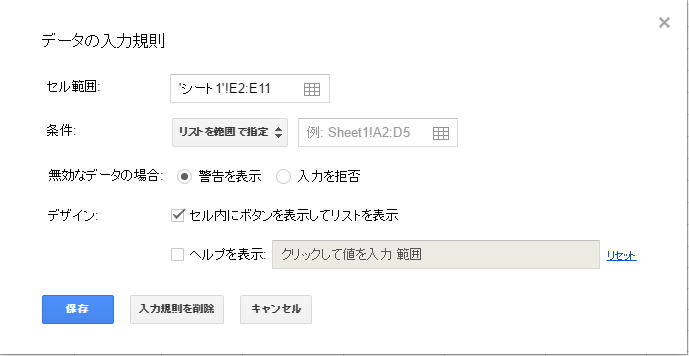 データの入力規則
セル範囲: 'シート1'!E2:E11
条件: リストを範囲で指定 例: Sheet1!A2:D5
無効なデータの場合: 警告を表示 入力を拒否
デザイン: セル内にボタンを表示してリストを表示
ヘルプを表示: クリックして値を入力 範囲 リセット
保存 入力規則を削除 キャンセル